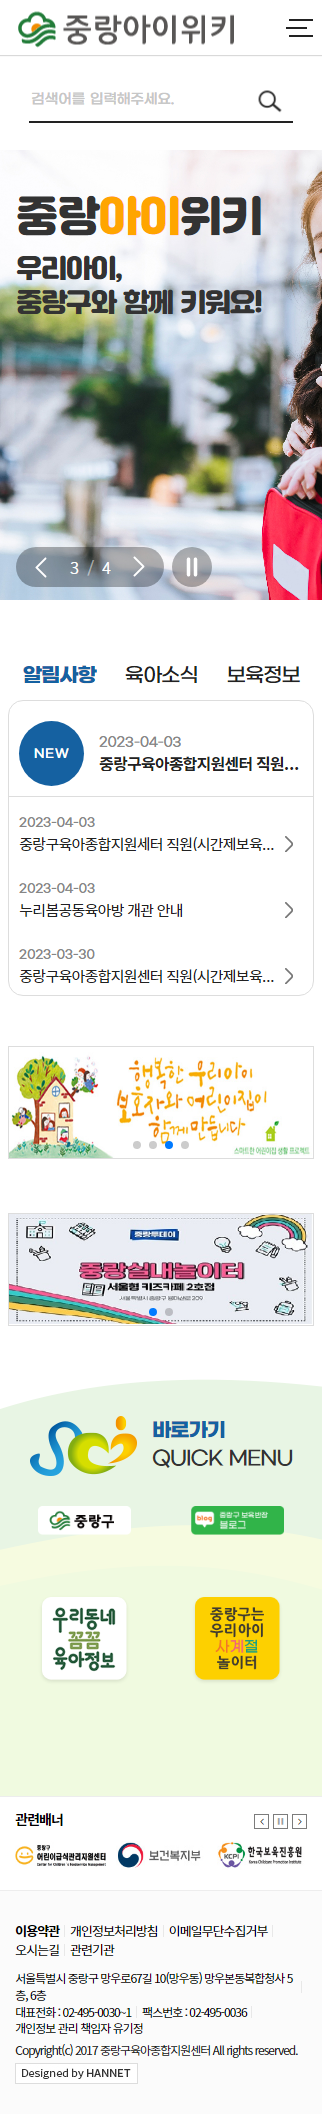 중랑아이위키
검색어를 입력해주세요.
중랑아이위키
우리아이,
중랑구와 함께 키워요!
3 / 4
알림사항 육아소식 보육정보
NEW
2023-04-03
중랑구육아종합지원센터 직원...
2023-04-03
중랑구육아종합지원세터 직원(시간제보육...
2023-04-03
누리봄공동육아방 개관 안내
2023-03-30
중랑구육아종합지원센터 직원(시간제보육...
행복한 우리아이
보호자와 어린이집이
함께 만듭니다
스마트한 어린이집 생활 프로젝트
중랑투데이
중랑실내놀이터
서울형 키즈카페 2호점
바로가기
QUICK MENU
중랑구
blog
중랑구 보육반장
블로그
우리동네
꼼꼼
육아정보
중랑구는
우리아이
사계절
놀이터
관련배너
중랑구
어린이급식관리지원센터
보건복지부
KCPI
한국보육진흥원
이용약관 개인정보처리방침 이메일무단수집거부
오시는길 관련기관
서울특별시 중랑구 망우로67길 10(망우동) 망우본동복합청사 5
층, 6층
대표전화 : 02-495-0030~1 팩스번호 : 02-495-0036
개인정보 관리 책임자 유기정
Copyright(c) 2017 중랑구육아종합지원센터 All rights reserved.
Designed by HANNET